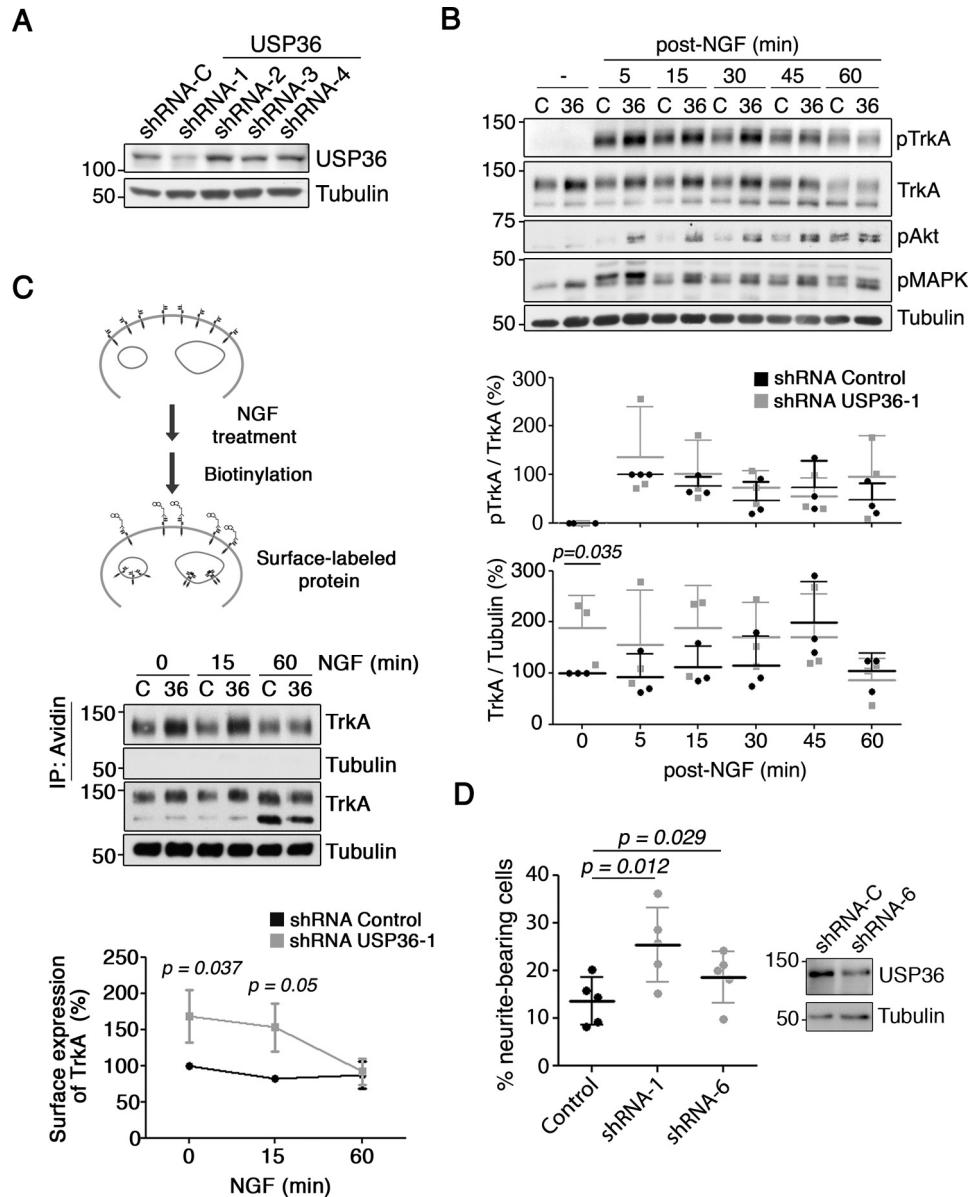 A
USP36
shRNA-C
shRNA-1
shRNA-2
shRNA-3
shRNA-4
100
USP36
50
Tubulin
B
post-NGF (min)
- 5 15 30 45 60
C 36 C 36 C 36 C 36 C 36 C 36
150
pTrkA
150
TrkA
75
pAkt
50
pMAPK
50
Tubulin
shRNA Control
shRNA USP36-1
pTrkA / TrkA (%)
300
200
100
0
p=0.035
TrkA / Tubulin (%)
300
200
100
0
0 5 15 30 45 60
post-NGF (min)
C
NGF
treatment
Biotinylation
Surface-labeled
protein
0 15 60 NGF (min)
C 36 C 36 C 36
IP: Avidin
150
TrkA
50
Tubulin
150
TrkA
50
Tubulin
shRNA Control
shRNA USP36-1
Surface expression
of TrkA (%)
250
200
150
100
50
0
p = 0.037
p = 0.05
0 15 60
NGF (min)
D
% neurite-bearing cells
40
30
20
10
0
p = 0.029
p = 0.012
Control
shRNA-1
shRNA-6
shRNA-C
shRNA-6
150
USP36
50
Tubulin